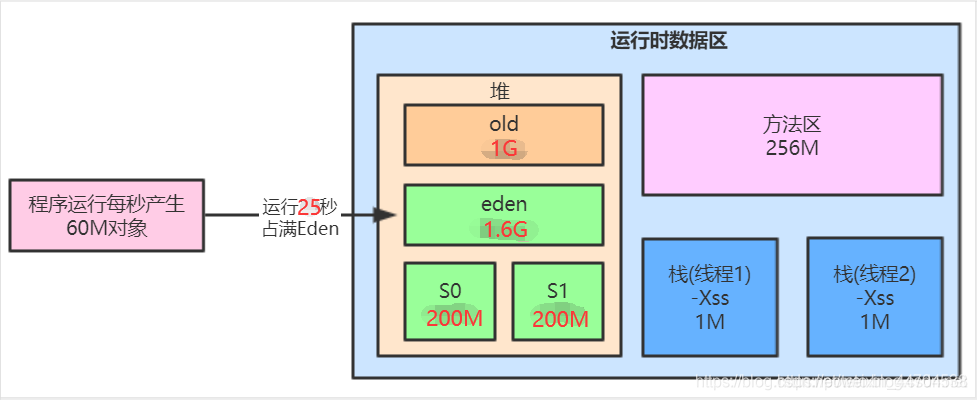 运行时数据区
堆
old
1G
eden
1.6G
S0
200M
S1
200M
方法区
256M
栈(线程1)
-Xss
1M
栈(线程2)
-Xss
1M
程序运行每秒产生
60M对象
运行25秒
占满Eden
https://blog.